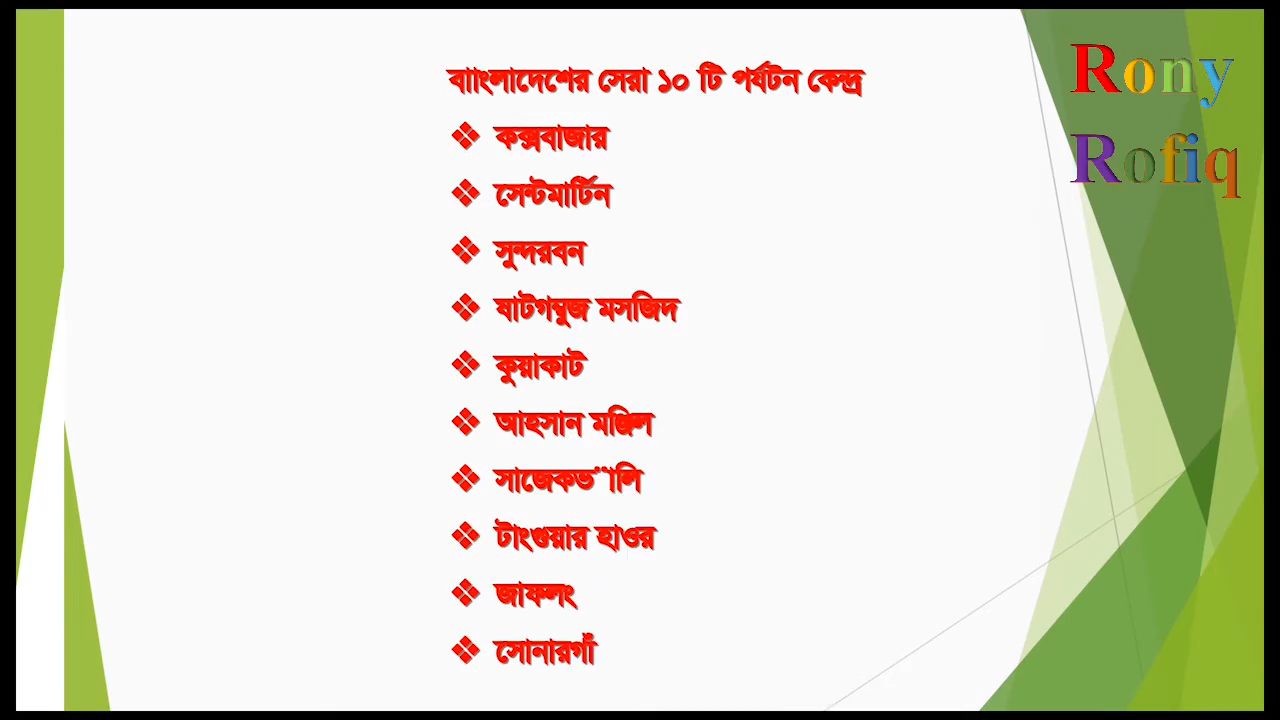 বাাংলাদেশের সেরা ১০ টি পর্যটন কেন্দ্র
❖ কক্সবাজার
❖ সেন্টমার্টিন
❖ সুন্দরবন
❖ ষাটগম্বুজ মসজিদ
❖ কুয়াকাট
❖ আহসান মঞ্জিল
❖ সাজেকভ্যালি
❖ টাংগুয়ার হাওর
❖ জাফলং
❖ সোনারগাঁ
Rony
Rofiq